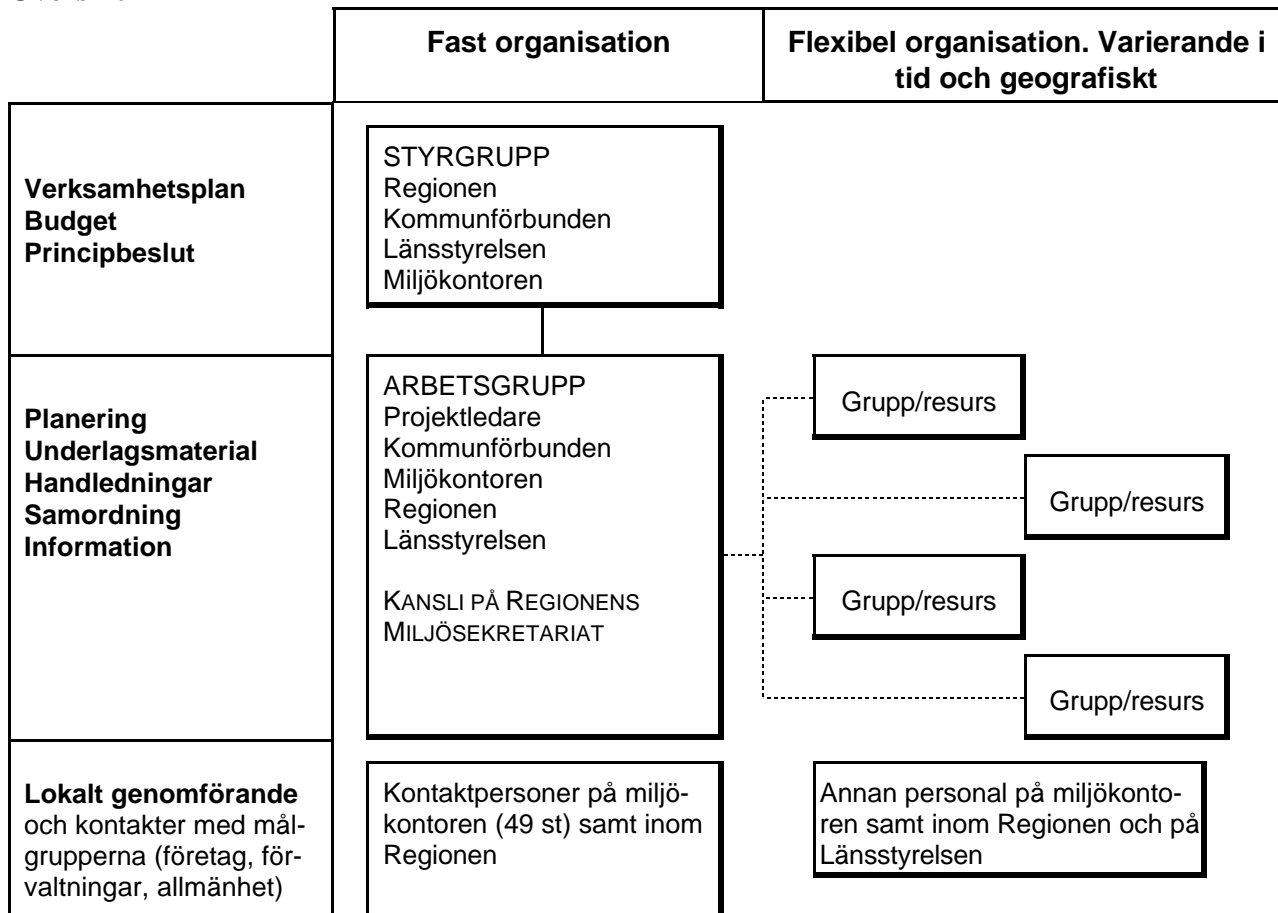 Fast organisation
Flexibel organisation. Varierande i
tid och geografiskt
Verksamhetsplan
Budget
Principbeslut
STYRGRUPP
Regionen
Kommunförbunden
Länsstyrelsen
Miljökontoren
Planering
Underlagsmaterial
Handledningar
Samordning
Information
ARBETSGRUPP
Projektledare
Kommunförbunden
Miljökontoren
Regionen
Länsstyrelsen
KANSLI PÅ REGIONENS
MILJÖSEKRETARIAT
Grupp/resurs
Grupp/resurs
Grupp/resurs
Grupp/resurs
Lokalt genomförande
och kontakter med mål-
grupperna (företag, för-
valtningar, allmänhet)
Kontaktpersoner på miljö-
kontoren (49 st) samt inom
Regionen
Annan personal på miljökonto-
ren samt inom Regionen och på
Länsstyrelsen